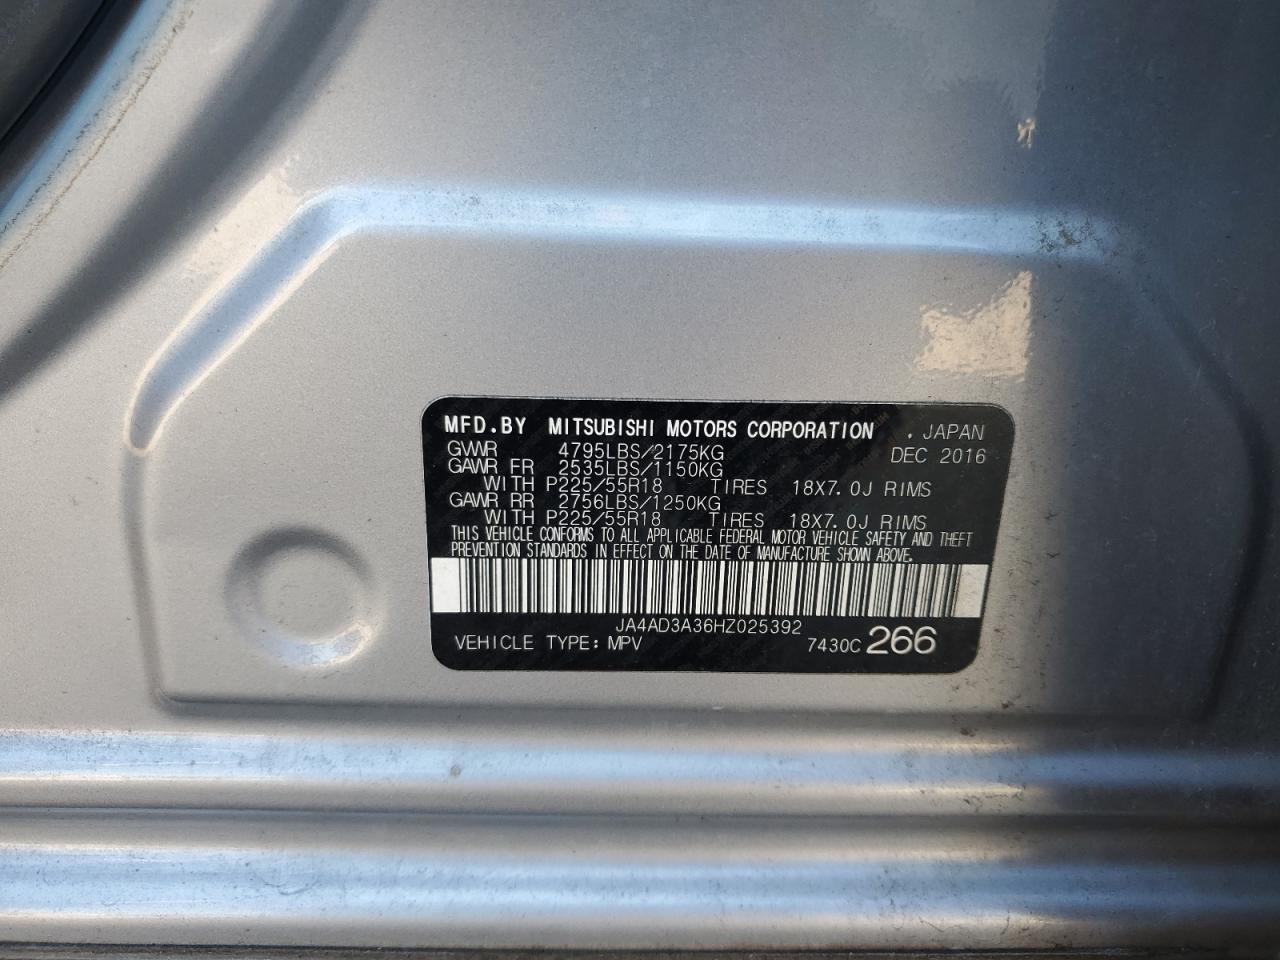 MFD.BY MITSUBISHI MOTORS CORPORATION . JAPAN
GVWR 4795LBS/2175KG DEC 2016
GAWR FR 2535LBS/1150KG
WITH P225/55R18 TIRES 18X7.0J RIMS
GAWR RR 2756LBS/1250KG
WITH P225/55R18 TIRES 18X7.0J RIMS
THIS VEHICLE CONFORMS TO ALL APPLICABLE FEDERAL MOTOR VEHICLE SAFETY AND THEFT
PREVENTION STANDARDS IN EFFECT ON THE DATE OF MANUFACTURE SHOWN ABOVE.
JA4AD3A36HZ025392
VEHICLE TYPE: MPV 7430C 266